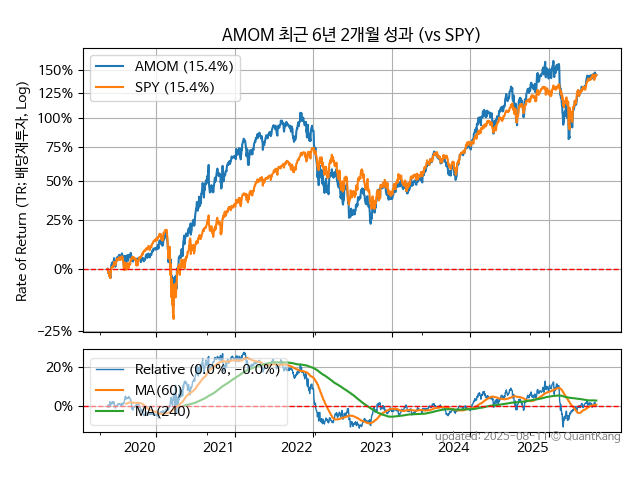 AMOM 최근 6년 2개월 성과 (vs SPY)
AMOM (15.4%)
SPY (15.4%)
Rate of Return (TR: 배당재투자, Log)
150%
125%
100%
75%
50%
25%
0%
−25%
Relative (0.0%, −0.0%)
MA(60)
MA(240)
20%
0%
2020 2021 2022 2023 2024 2025
updated: 2025-08-11 © QuantKang